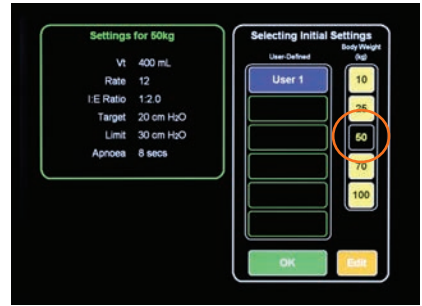 Settings for 50kg
Vt 400 mL
Rate 12
I:E Ratio 1:2.0
Target 20 cm H2O
Limit 30 cm H2O
Apnoea 8 secs
Selecting Initial Settings
User-Defined
Body Weight
(kg)
User 1
10
25
50
70
100
OK
Edit